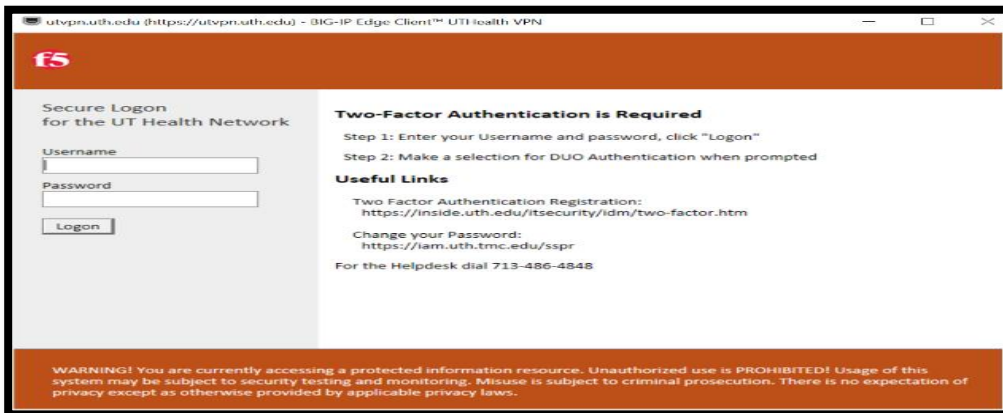 utvpn.uth.edu (https://utvpn.uth.edu) - BIG-IP Edge Client™ UTHealth VPN
f5
Secure Logon
for the UT Health Network
Username
Password
Logon
Two-Factor Authentication is Required
Step 1: Enter your Username and password, click "Logon"
Step 2: Make a selection for DUO Authentication when prompted
Useful Links
Two Factor Authentication Registration:
https://inside.uth.edu/itsecurity/idm/two-factor.htm
Change your Password:
https://iam.uth.tmc.edu/sspr
For the Helpdesk dial 713-486-4848
WARNING! You are currently accessing a protected information resource. Unauthorized use is PROHIBITED! Usage of this
system may be subject to security testing and monitoring. Misuse is subject to criminal prosecution. There is no expectation of
privacy except as otherwise provided by applicable privacy laws.